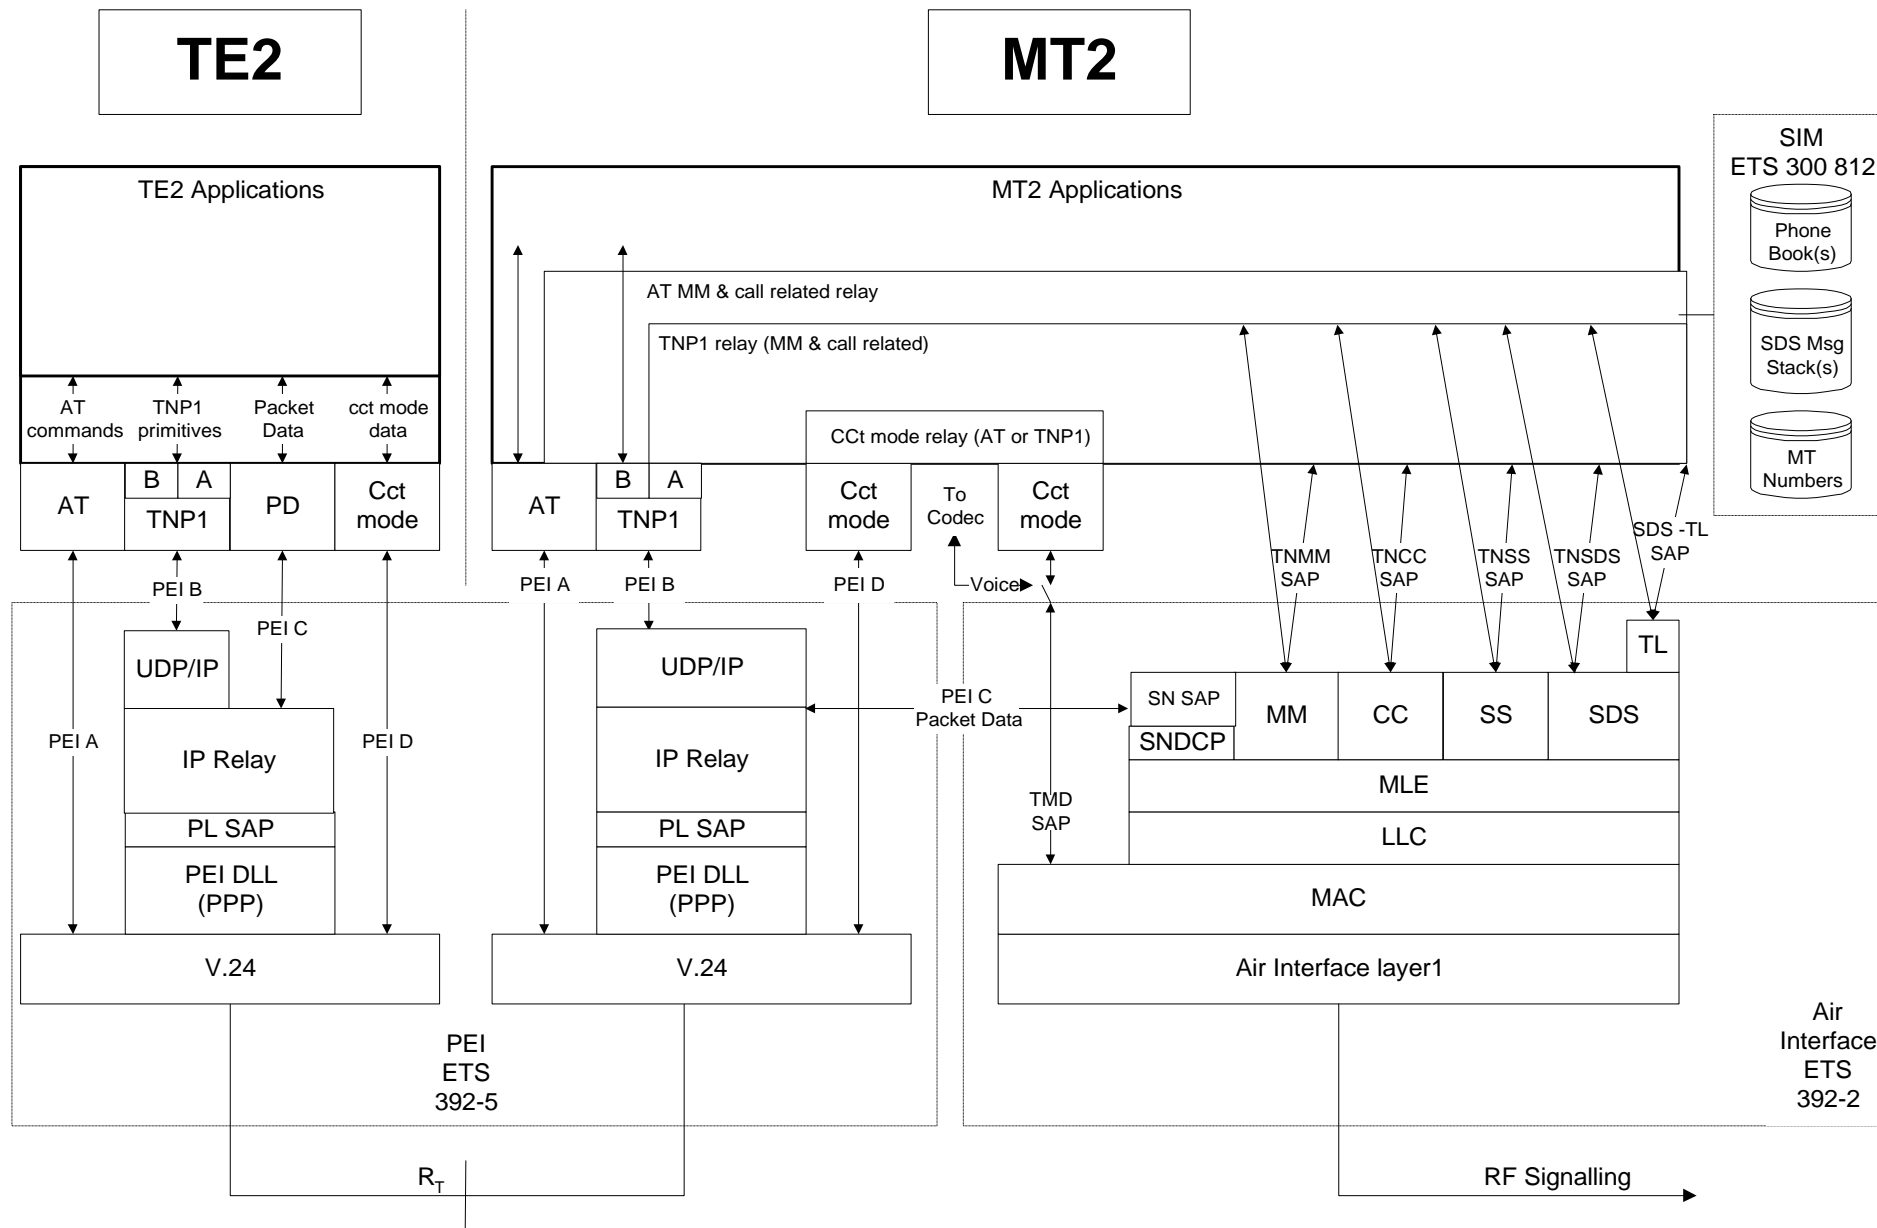 TE2
MT2
SIM
ETS 300 812
Phone
Book(s)
SDS Msg
Stack(s)
MT
Numbers
TE2 Applications
AT
commands
TNP1
primitives
Packet
Data
cct mode
data
AT
B
A
TNP1
PD
Cct
mode
MT2 Applications
AT MM & call related relay
TNP1 relay (MM & call related)
CCt mode relay (AT or TNP1)
AT
B
A
TNP1
Cct
mode
To
Codec
Cct
mode
PEI A
PEI B
PEI C
PEI D
UDP/IP
IP Relay
PL SAP
PEI DLL
(PPP)
V.24
PEI A
PEI B
PEI D
Voice
UDP/IP
IP Relay
PL SAP
PEI DLL
(PPP)
V.24
PEI C
Packet Data
TMD
SAP
TNMM
SAP
TNCC
SAP
TNSS
SAP
TNSDS
SAP
SDS -TL
SAP
TL
SN SAP
SNDCP
MM
CC
SS
SDS
MLE
LLC
MAC
Air Interface layer1
PEI
ETS
392-5
Air
Interface
ETS
392-2
RT
RF Signalling